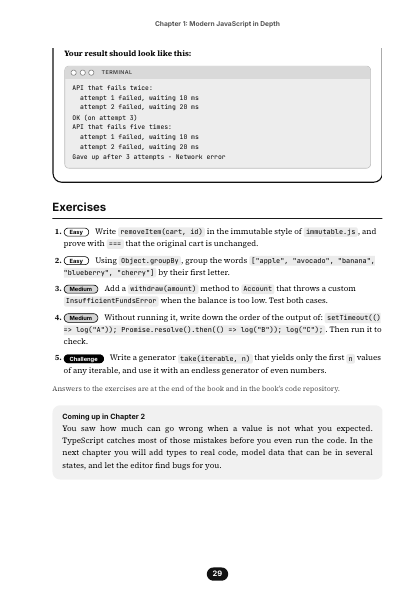 Chapter 1: Modern JavaScript in Depth
Your result should look like this:
TERMINAL
API that fails twice:
  attempt 1 failed, waiting 10 ms
  attempt 2 failed, waiting 20 ms
OK (on attempt 3)
API that fails five times:
  attempt 1 failed, waiting 10 ms
  attempt 2 failed, waiting 20 ms
Gave up after 3 attempts - Network error
Exercises
1. Easy Write removeItem(cart, id) in the immutable style of immutable.js, and
prove with === that the original cart is unchanged.
2. Easy Using Object.groupBy, group the words ["apple", "avocado", "banana",
"blueberry", "cherry"] by their first letter.
3. Medium Add a withdraw(amount) method to Account that throws a custom
InsufficientFundsError when the balance is too low. Test both cases.
4. Medium Without running it, write down the order of the output of: setTimeout(()
=> log("A")); Promise.resolve().then(() => log("B")); log("C");. Then run it to
check.
5. Challenge Write a generator take(iterable, n) that yields only the first n values
of any iterable, and use it with an endless generator of even numbers.
Answers to the exercises are at the end of the book and in the book's code repository.
Coming up in Chapter 2
You saw how much can go wrong when a value is not what you expected.
TypeScript catches most of those mistakes before you even run the code. In the
next chapter you will add types to real code, model data that can be in several
states, and let the editor find bugs for you.
29